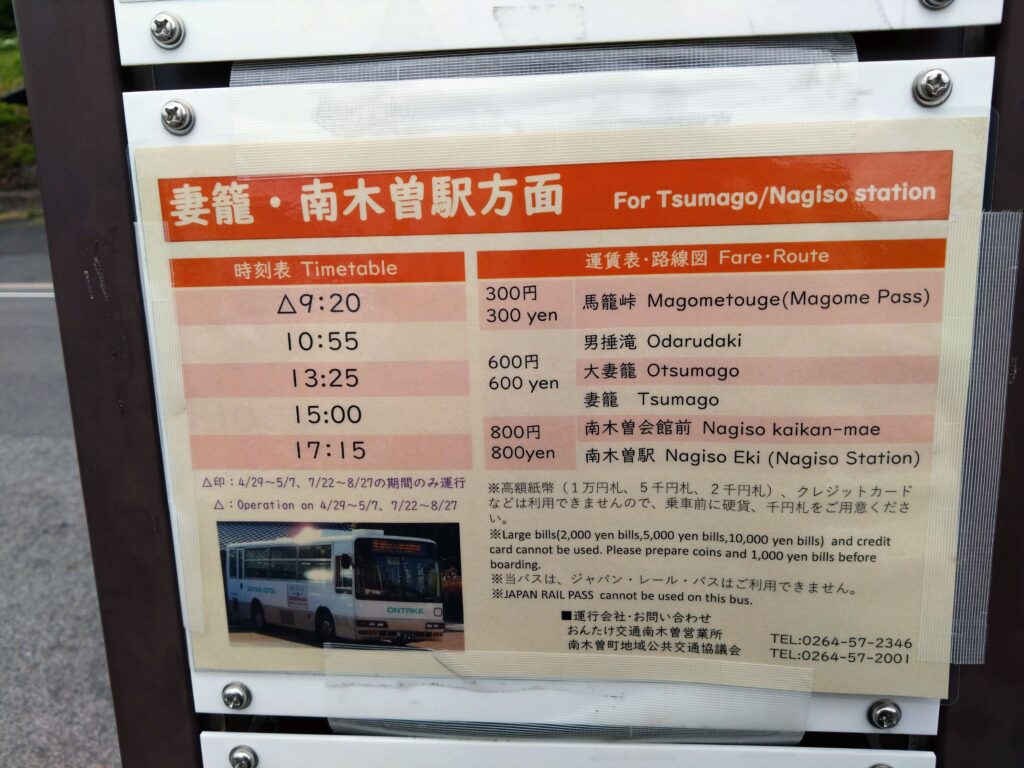 妻籠・南木曽駅方面 For Tsumago/Nagiso station
時刻表 Timetable
△9:20
10:55
13:25
15:00
17:15
△印：4/29～5/7、7/22～8/27の期間のみ運行
△：Operation on 4/29～5/7、7/22～8/27
運賃表・路線図 Fare・Route
300円
300 yen
馬籠峠 Magometouge(Magome Pass)
600円
600 yen
男捶滝 Odarudaki
大妻籠 Otsumago
妻籠 Tsumago
800円
800yen
南木曽会館前 Nagiso kaikan-mae
南木曽駅 Nagiso Eki (Nagiso Station)
※高額紙幣（１万円札、５千円札、２千円札）、クレジットカード
などは利用できませんので、乗車前に硬貨、千円札をご用意くださ
い。
※Large bills(2,000 yen bills,5,000 yen bills,10,000 yen bills) and credit
card cannot be used. Please prepare coins and 1,000 yen bills before
boarding.
※当バスは、ジャパン・レール・パスはご利用できません。
※JAPAN RAIL PASS cannot be used on this bus.
■運行会社・お問い合わせ
おんたけ交通南木曽営業所 TEL:0264-57-2346
南木曽町地域公共交通協議会 TEL:0264-57-2001
ONTAKE